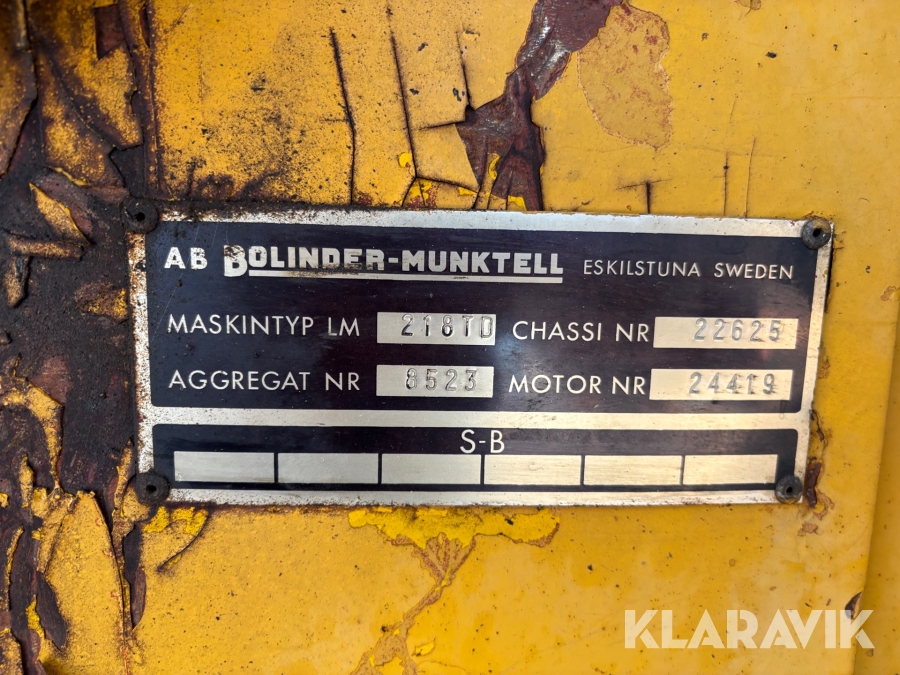 AB BOLINDER-MUNKTELL ESKILSTUNA SWEDEN
MASKINTYP LM 218TD CHASSI NR 22625
AGGREGAT NR 8523 MOTOR NR 24419
S-B
KLARAVIK